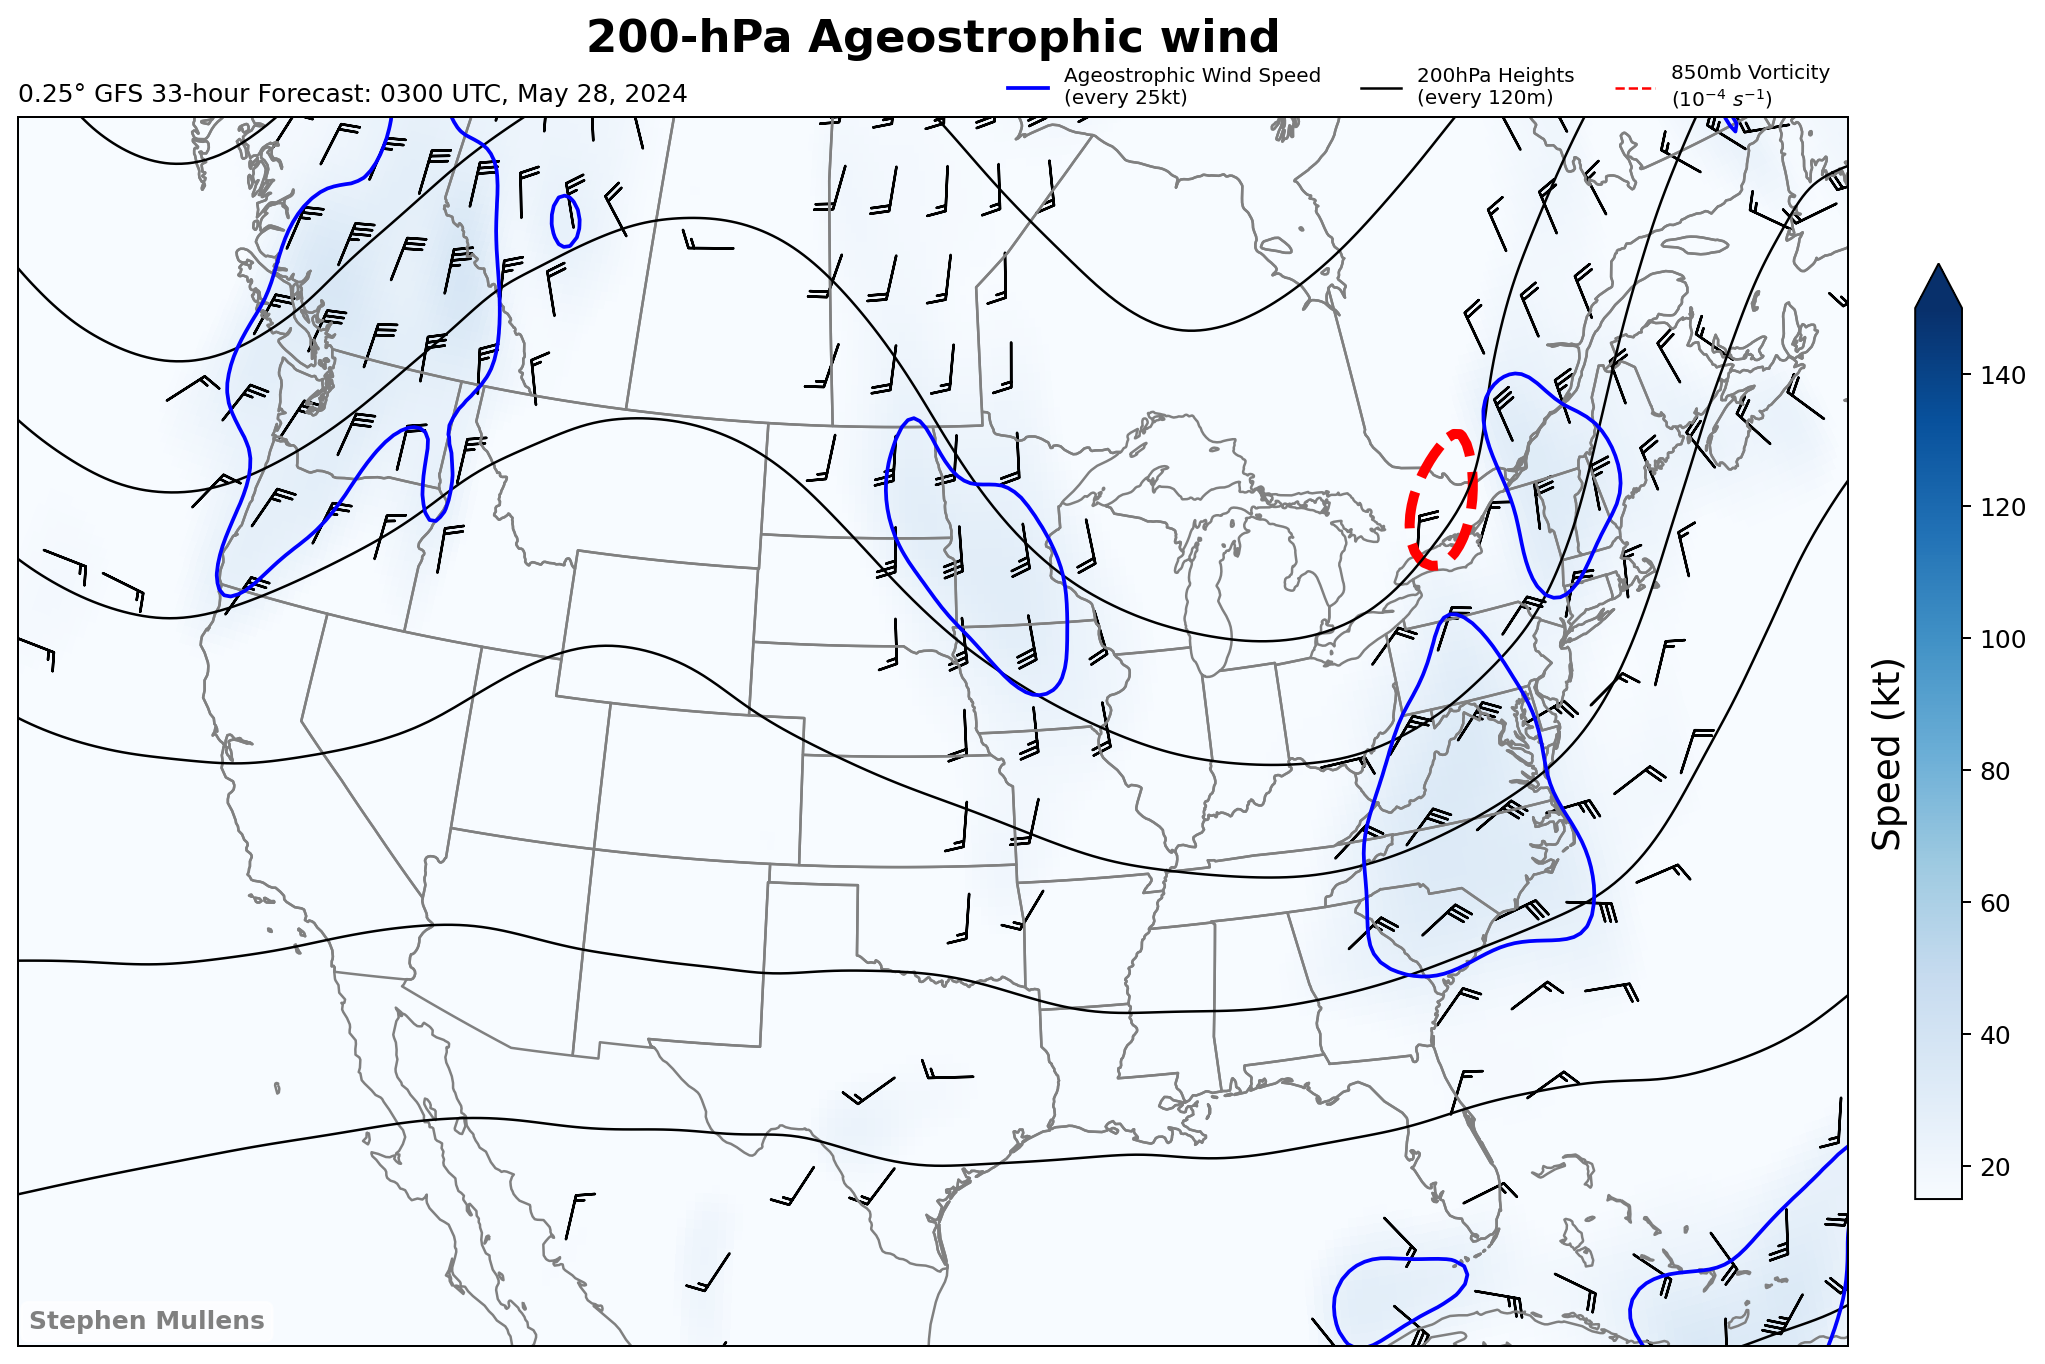 200-hPa Ageostrophic wind
0.25° GFS 33-hour Forecast: 0300 UTC, May 28, 2024
Ageostrophic Wind Speed
(every 25kt)
200hPa Heights
(every 120m)
850mb Vorticity
(10⁻⁴ s⁻¹)
140
120
100
80
60
40
20
Speed (kt)
Stephen Mullens